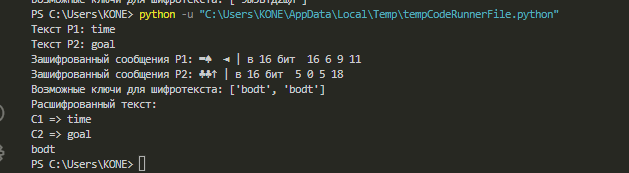 PS C:\Users\KONE> python -u "C:\Users\KONE\AppData\Local\Temp\tempCodeRunnerFile.python"
Текст P1: time
Текст P2: goal
Зашифрованный сообщения P1: ▬♠ ◄ | в 16 бит 16 6 9 11
Зашифрованный сообщения P2: ♣♣↑ | в 16 бит 5 0 5 18
Возможные ключи для шифротекста: ['bodt', 'bodt']
Расшифрованный текст:
C1 => time
C2 => goal
bodt
PS C:\Users\KONE>